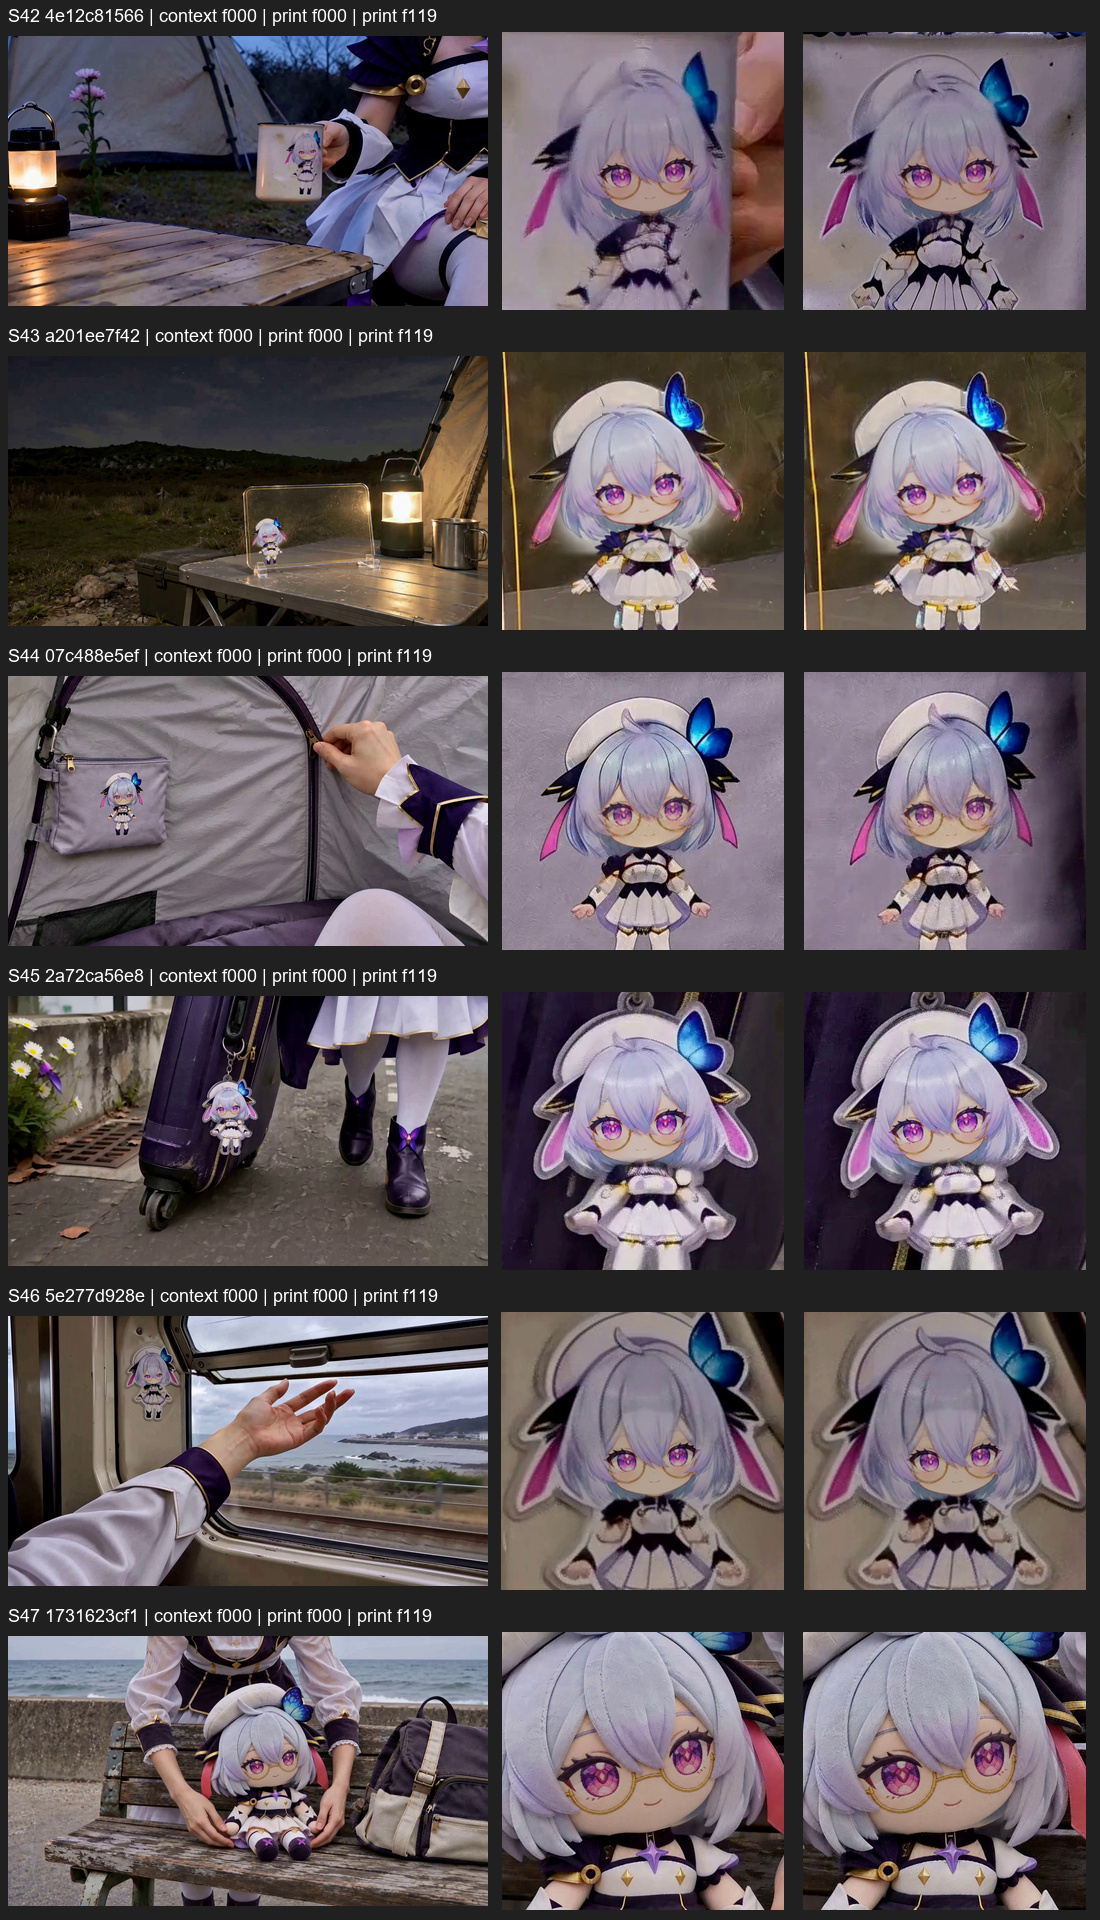 S42 4e12c81566 | context f000 | print f000 | print f119
S43 a201ee7f42 | context f000 | print f000 | print f119
S44 07c488e5ef | context f000 | print f000 | print f119
S45 2a72ca56e8 | context f000 | print f000 | print f119
S46 5e277d928e | context f000 | print f000 | print f119
S47 1731623cf1 | context f000 | print f000 | print f119